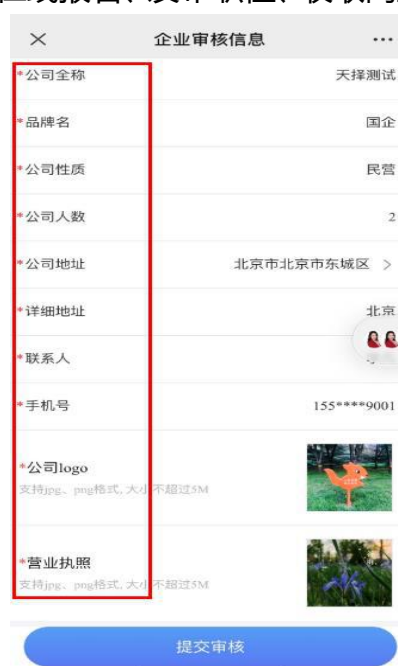 企业审核信息
*公司全称 天择测试
*品牌名 国企
*公司性质 民营
*公司人数 2
*公司地址 北京市北京市东城区 >
*详细地址 北京
*联系人
*手机号 155****9001
*公司logo
支持jpg、png格式,大小不超过5M
*营业执照
支持jpg、png格式,大小不超过5M
提交审核